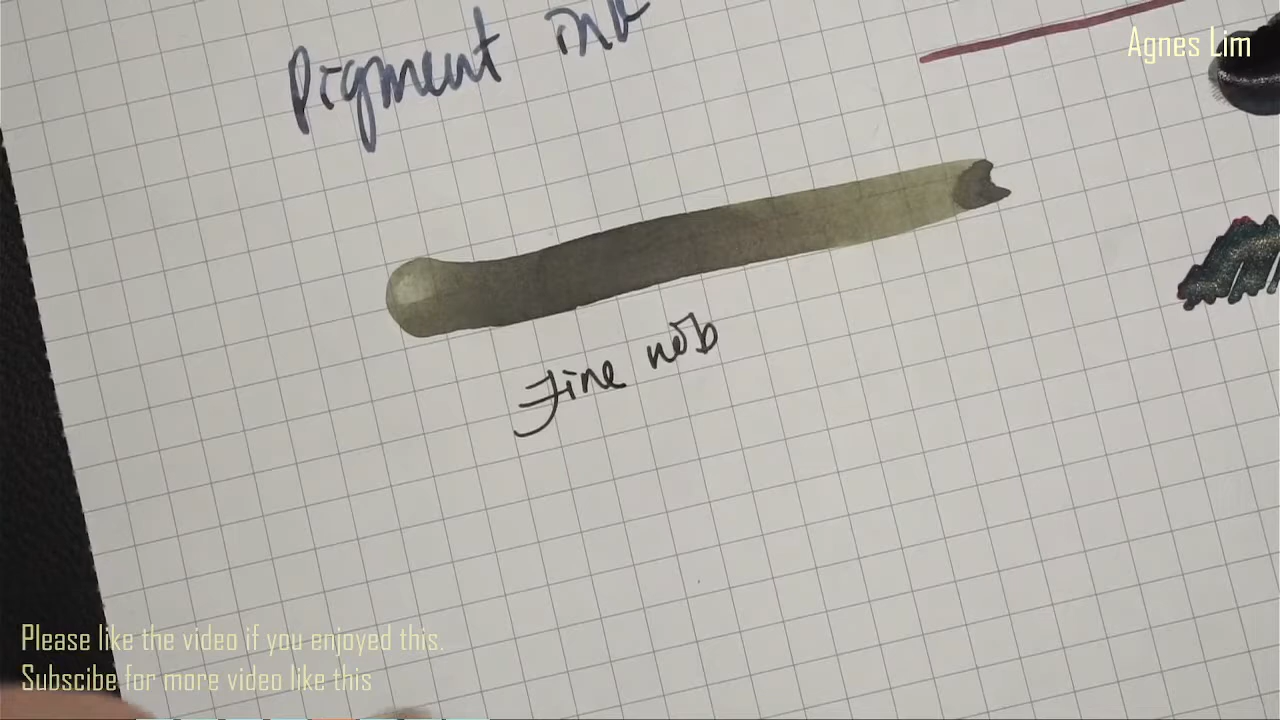 Pigment ink
Agnes Lim
Fine nib
Please like the video if you enjoyed this.
Subscibe for more video like this